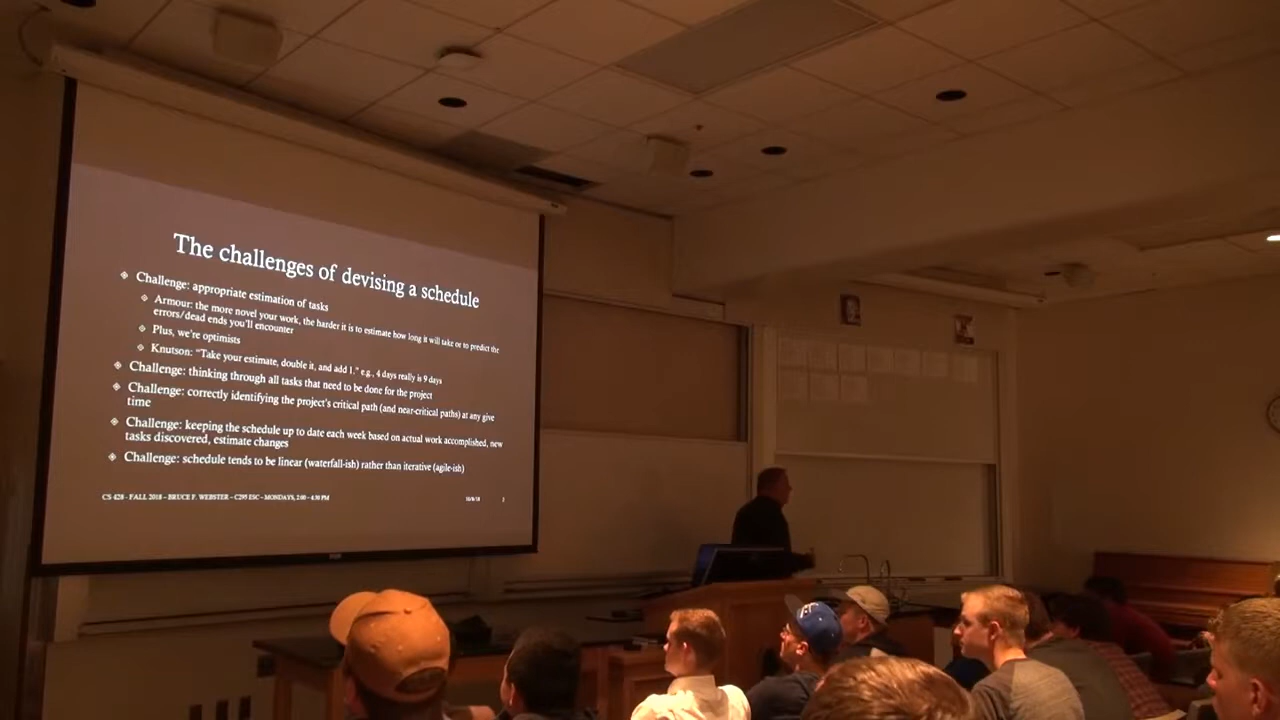 The challenges of devising a schedule
Challenge: appropriate estimation of tasks
Armour: the more novel your work, the harder it is to estimate how long it will take or to predict the
errors/dead ends you'll encounter
Plus, we're optimists
Knutson: "Take your estimate, double it, and add 1." e.g., 4 days really is 9 days
Challenge: thinking through all tasks that need to be done for the project
Challenge: correctly identifying the project's critical path (and near-critical paths) at any give
time
Challenge: keeping the schedule up to date each week based on actual work accomplished, new
tasks discovered, estimate changes
Challenge: schedule tends to be linear (waterfall-ish) rather than iterative (agile-ish)
CS 428 - FALL 2018 - BRUCE F. WEBSTER - C295 ESC - MONDAYS, 2:00 - 4:30 PM